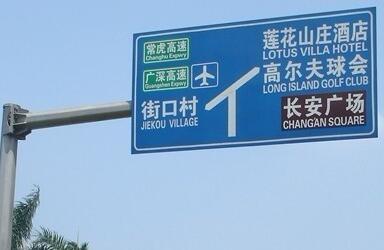 常虎高速
Changhu Expwy
广深高速
Guangshen Expwy
街口村
JIEKOU VILLAGE
莲花山庄酒店
LOTUS VILLA HOTEL
高尔夫球会
LONG ISLAND GOLF CLUB
长安广场
CHANGAN SQUARE